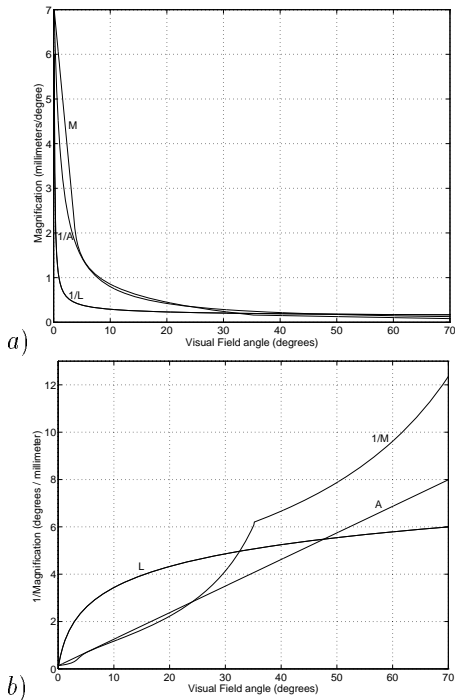 7
6
5
4
3
2
1
0
Magnification (millimeters/degree)
M
1/A
1/L
0 10 20 30 40 50 60 70
Visual Field angle (degrees)
a)
12
10
8
6
4
2
0
1/Magnification (degrees / millimeter)
1/M
A
L
0 10 20 30 40 50 60 70
Visual Field angle (degrees)
b)